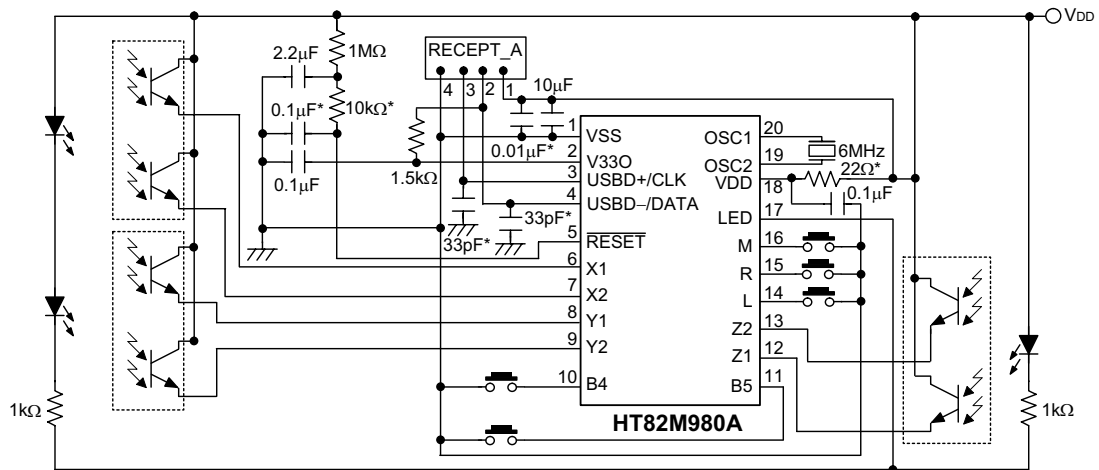 VDD
2.2μF
1MΩ
RECEPT_A
4 3 2 1
10μF
0.1μF*
10kΩ*
0.01μF*
0.1μF
1.5kΩ
33pF*
33pF*
1 VSS
2 V33O
3 USBD+/CLK
4 USBD–/DATA
5 RESET
6 X1
7 X2
8 Y1
9 Y2
10 B4
OSC1 20
OSC2 19
VDD 18
LED 17
M 16
R 15
L 14
Z2 13
Z1 12
B5 11
6MHz
22Ω*
0.1μF
1kΩ
1kΩ
HT82M980A